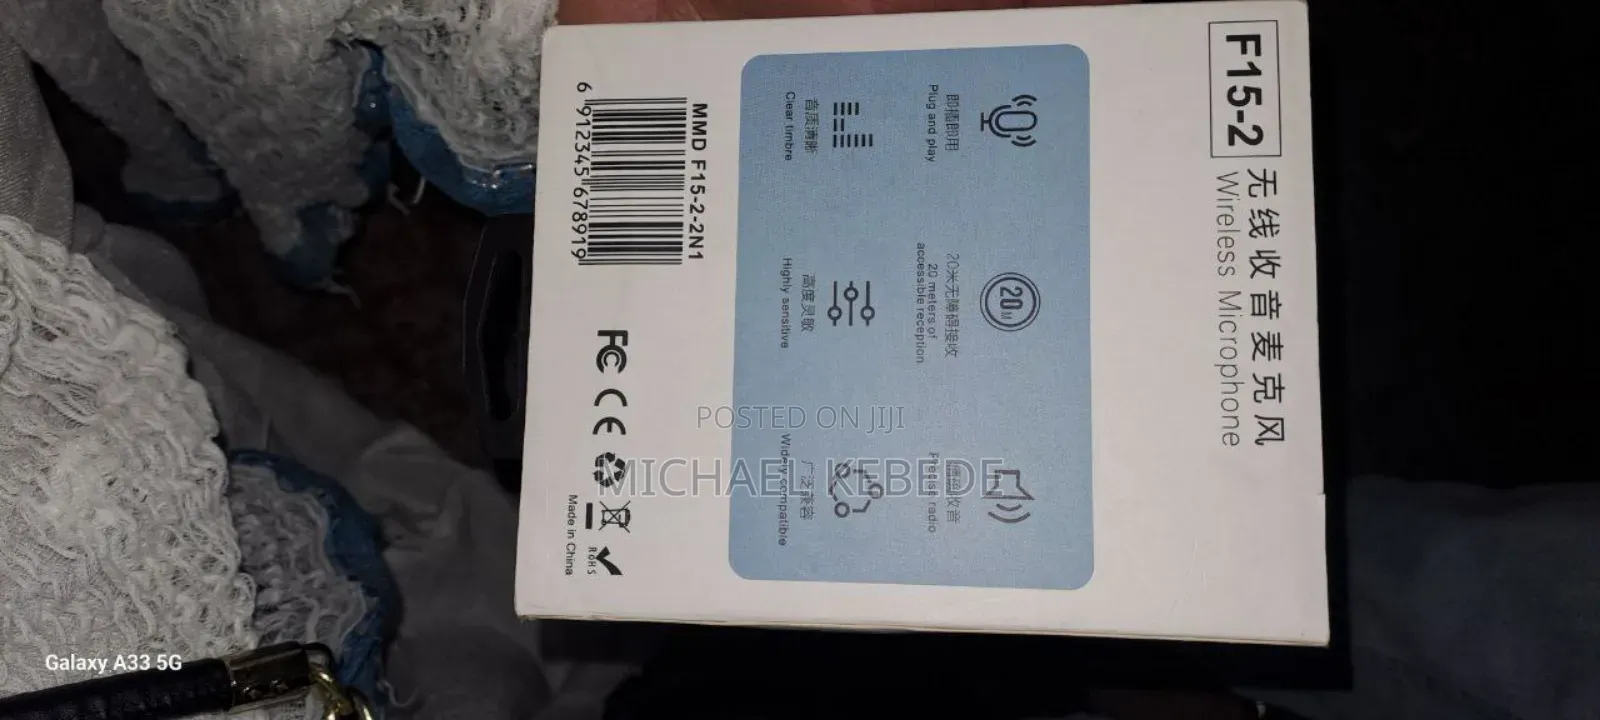 F15-2
无线收音麦克风
Wireless Microphone
即插即用
Plug and play
20M
20米无障碍接收
20 meters of
accessible reception
收音
Precise radio
音质清晰
Clear timbre
高度灵敏
Highly sensitive
广泛兼容
Widely compatible
MMD F15-2-2N1
6 912345 678919
FC CE
RoHS
Made in China
POSTED ON JIJI
MICHAEL KEBEDE
Galaxy A33 5G